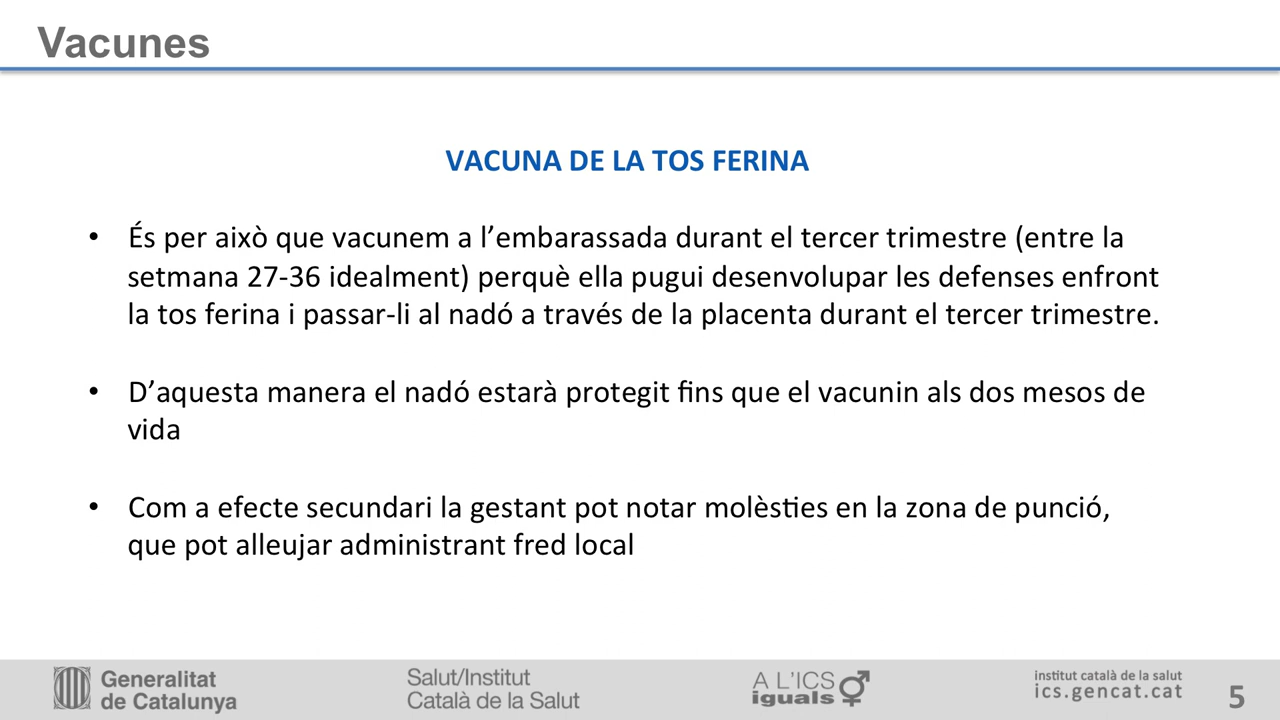 Vacunes
VACUNA DE LA TOS FERINA
• És per això que vacunem a l’embarassada durant el tercer trimestre (entre la
setmana 27-36 idealment) perquè ella pugui desenvolupar les defenses enfront
la tos ferina i passar-li al nadó a través de la placenta durant el tercer trimestre.
• D’aquesta manera el nadó estarà protegit fins que el vacunin als dos mesos de
vida
• Com a efecte secundari la gestant pot notar molèsties en la zona de punció,
que pot alleujar administrant fred local
Generalitat
de Catalunya
Salut/Institut
Català de la Salut
A L'ICS
iguals
institut català de la salut
ics.gencat.cat
5